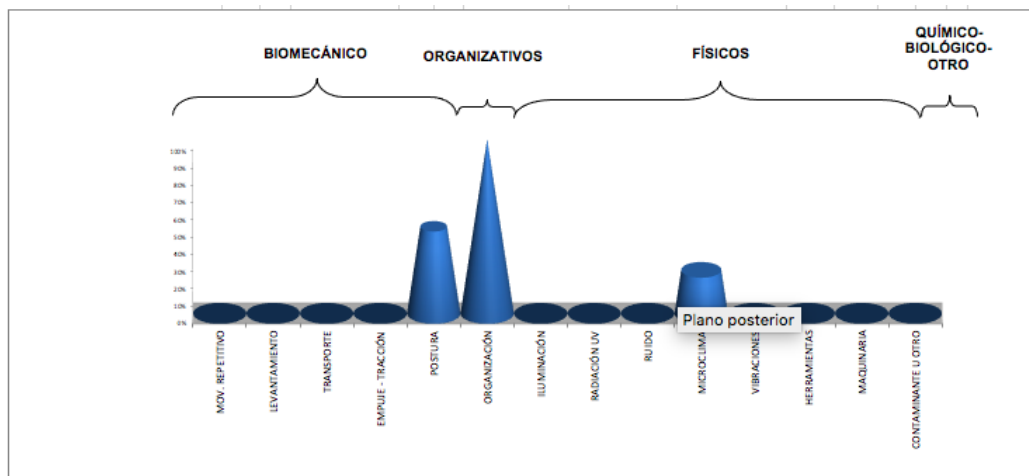 BIOMECÁNICO
ORGANIZATIVOS
FÍSICOS
QUÍMICO-
BIOLÓGICO-
OTRO
100%
90%
80%
70%
60%
50%
40%
30%
20%
10%
0%
MOV. REPETITIVO
LEVANTAMIENTO
TRANSPORTE
EMPUJE - TRACCIÓN
POSTURA
ORGANIZACIÓN
ILUMINACIÓN
RADIACIÓN UV
RUIDO
MICROCLIMA
VIBRACIONES
HERRAMIENTAS
MAQUINARIA
CONTAMINANTE U OTRO
Plano posterior